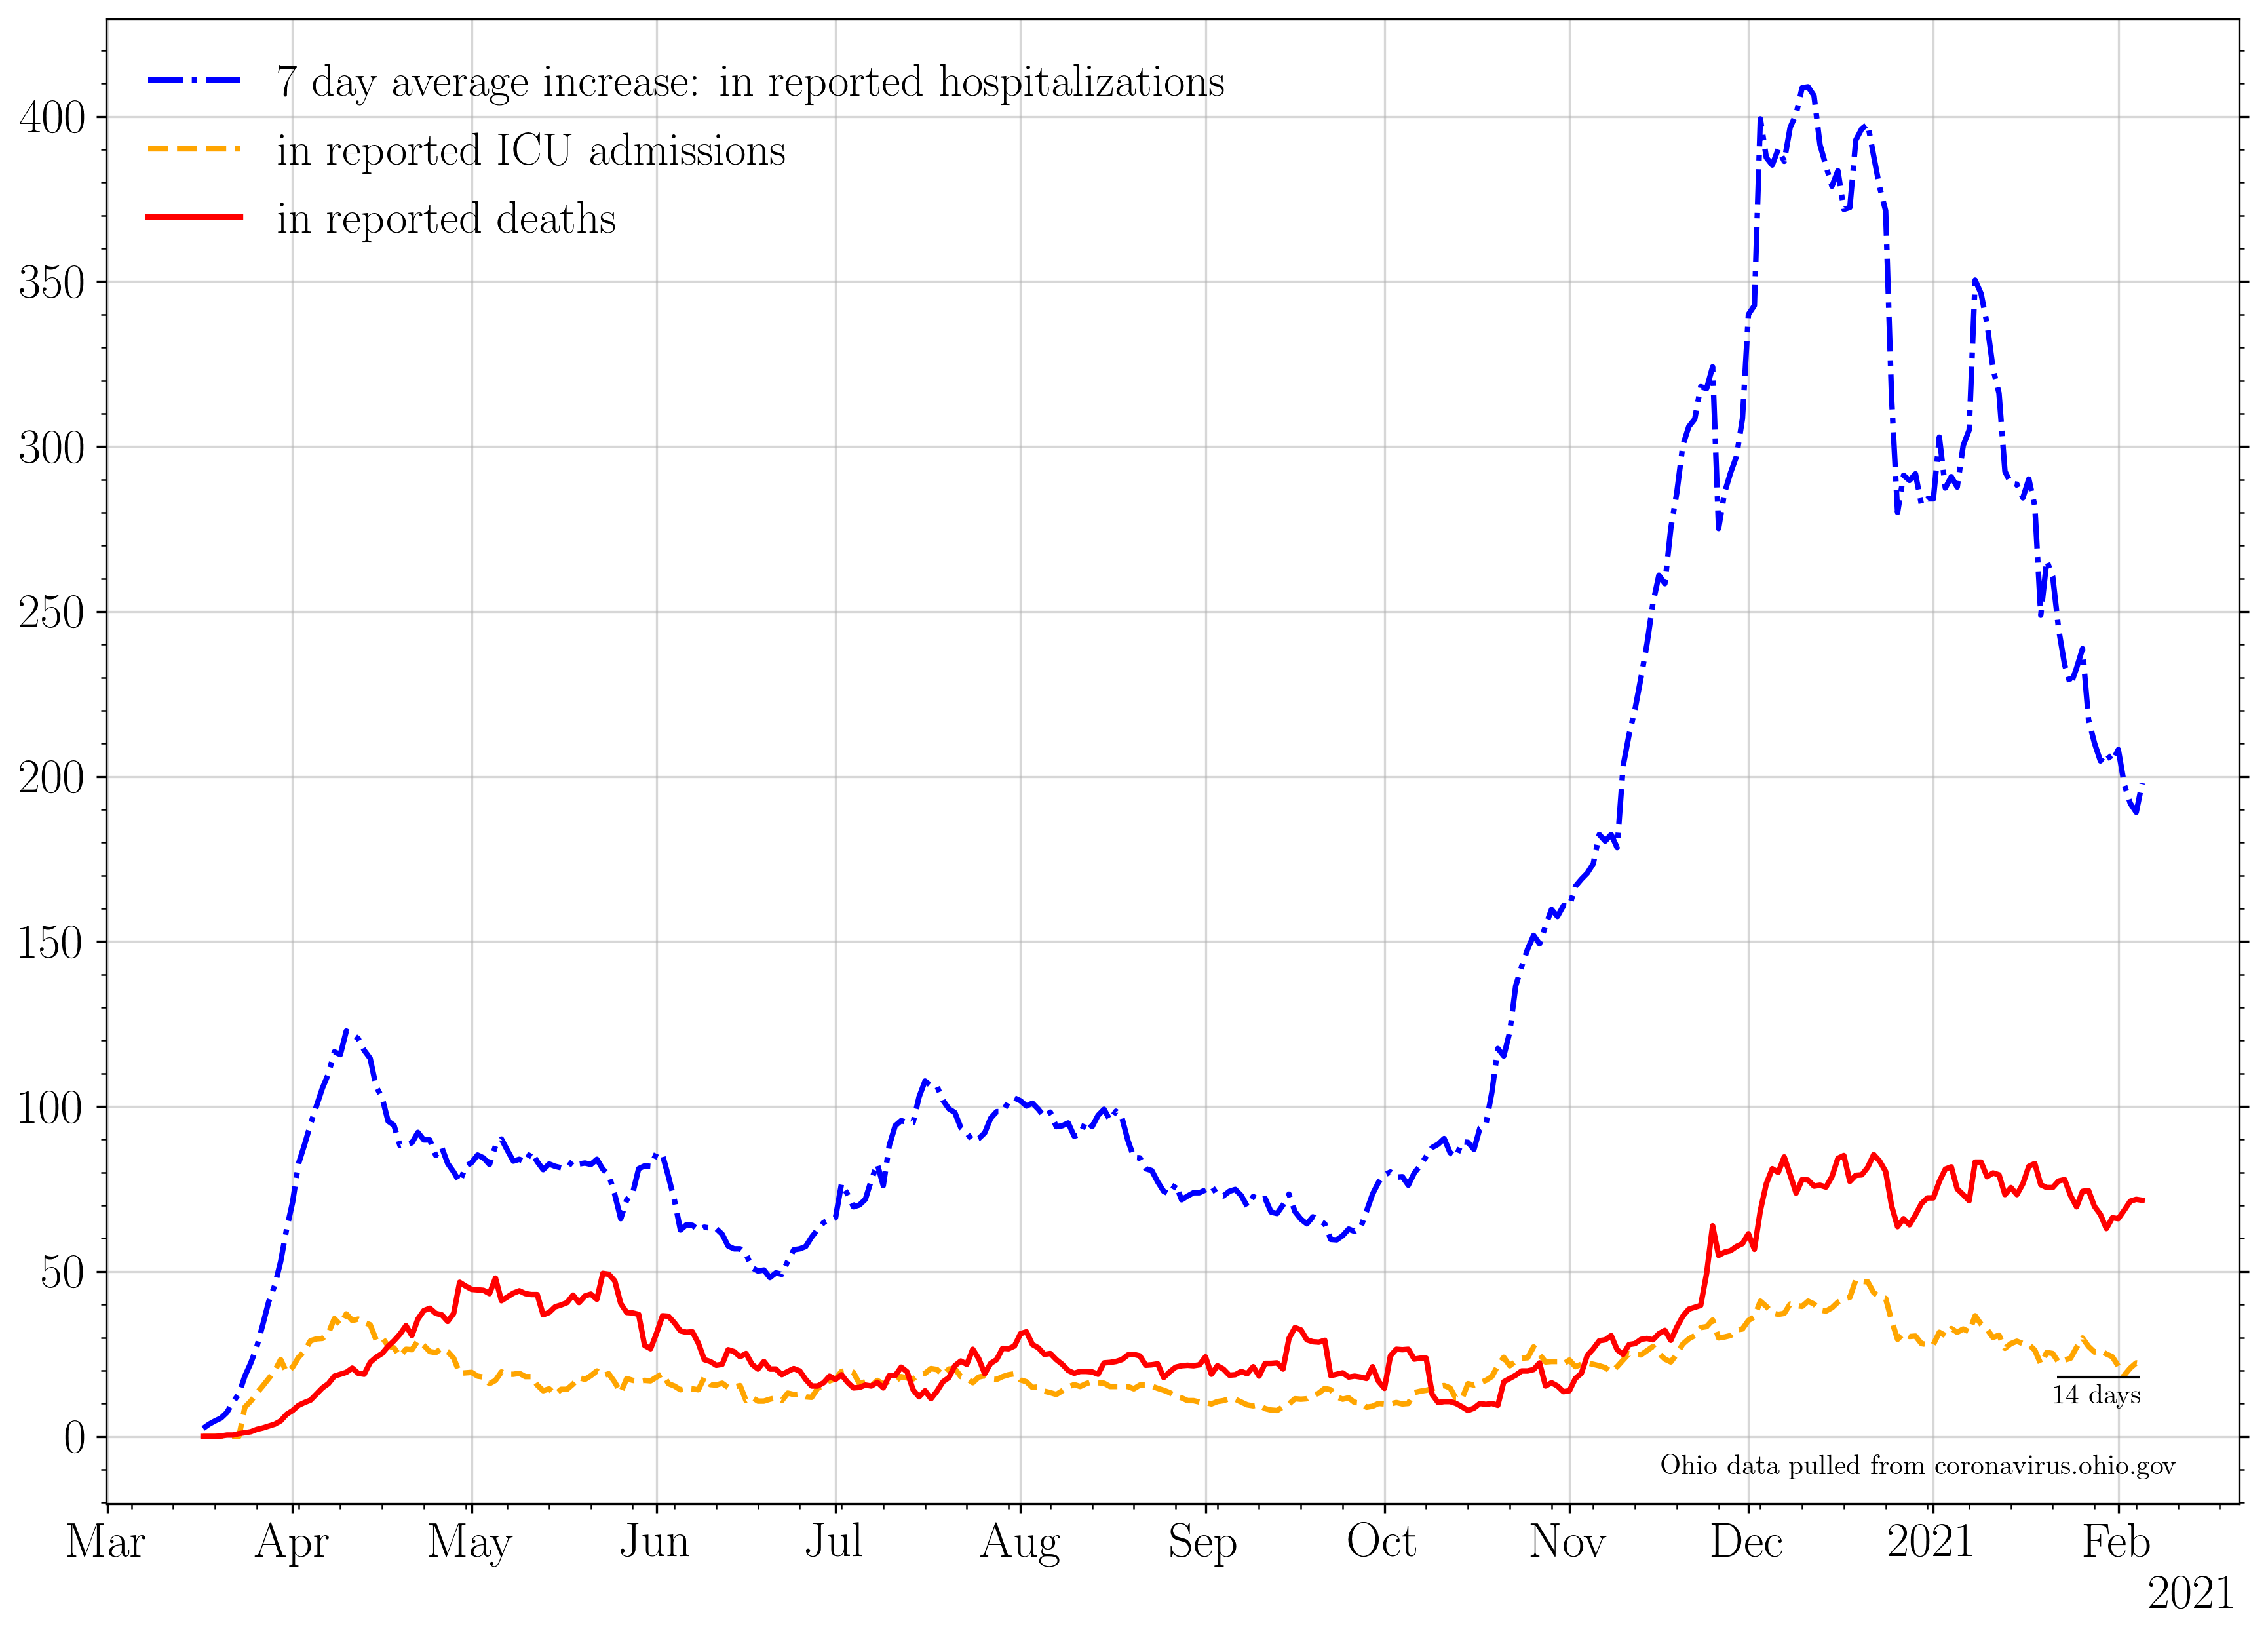 7 day average increase: in reported hospitalizations
in reported ICU admissions
in reported deaths
400
350
300
250
200
150
100
50
0
14 days
Ohio data pulled from coronavirus.ohio.gov
Mar Apr May Jun Jul Aug Sep Oct Nov Dec 2021 Feb
2021